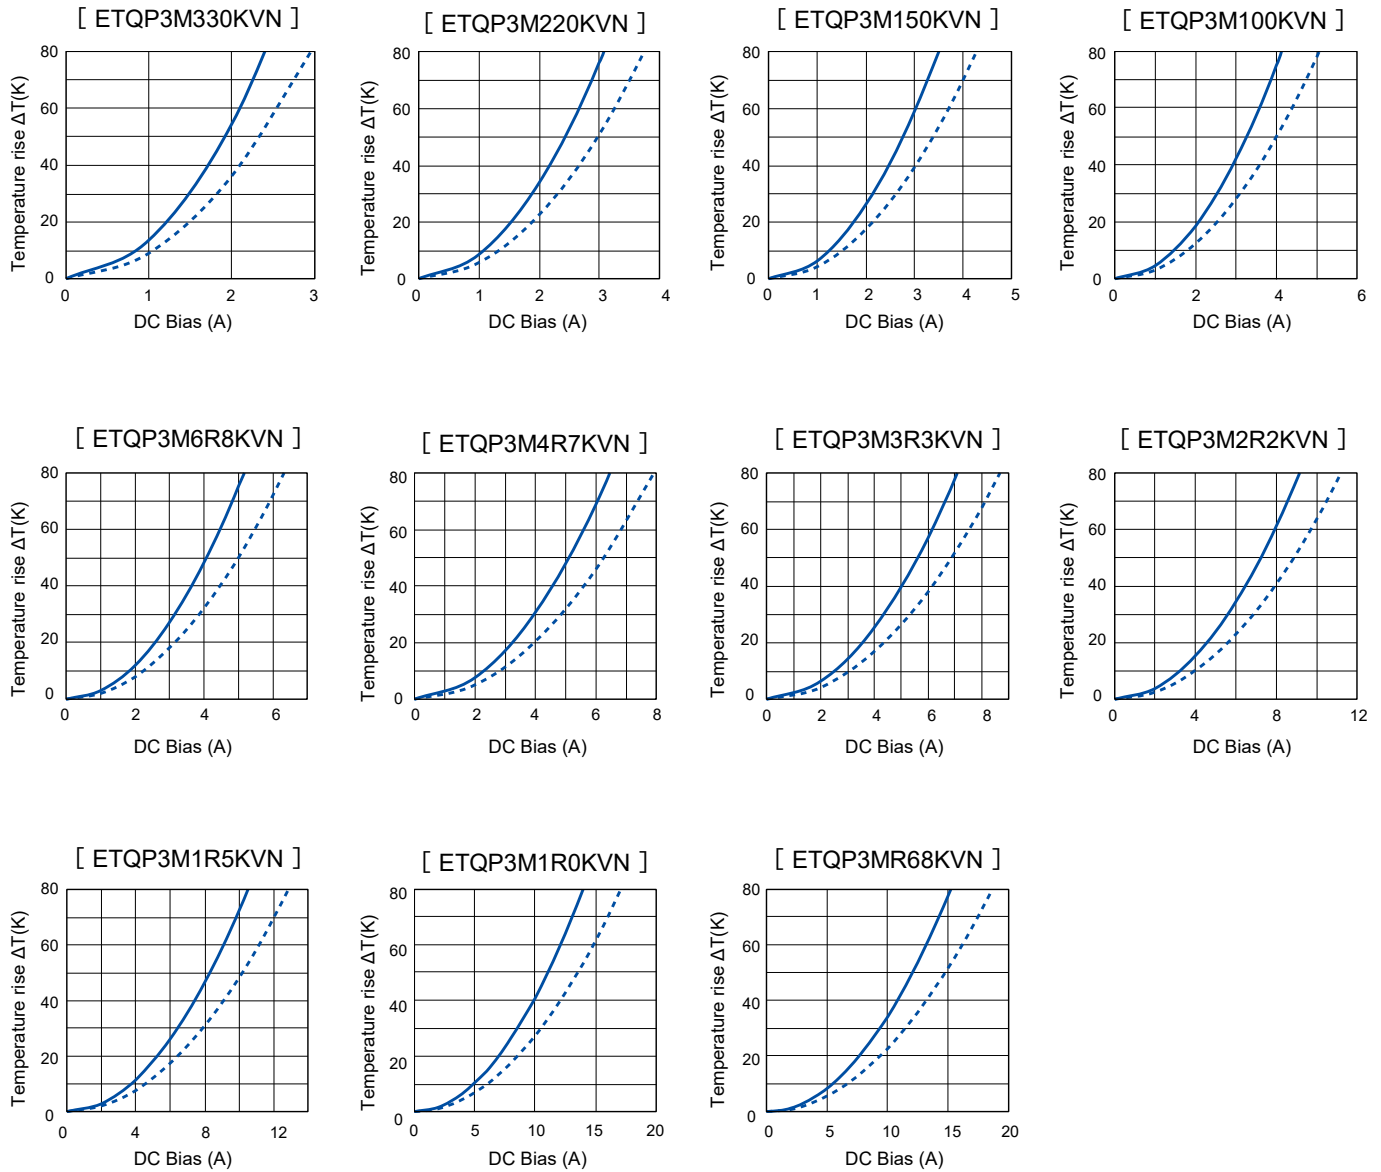 [ ETQP3M330KVN ]
80
60
40
20
0
Temperature rise ΔT(K)
0 1 2 3
DC Bias (A)
[ ETQP3M220KVN ]
80
60
40
20
0
Temperature rise ΔT(K)
0 1 2 3 4
DC Bias (A)
[ ETQP3M150KVN ]
80
60
40
20
0
Temperature rise ΔT(K)
0 1 2 3 4 5
DC Bias (A)
[ ETQP3M100KVN ]
80
60
40
20
0
Temperature rise ΔT(K)
0 2 4 6
DC Bias (A)
[ ETQP3M6R8KVN ]
80
60
40
20
0
Temperature rise ΔT(K)
0 2 4 6
DC Bias (A)
[ ETQP3M4R7KVN ]
80
60
40
20
0
Temperature rise ΔT(K)
0 2 4 6 8
DC Bias (A)
[ ETQP3M3R3KVN ]
80
60
40
20
0
Temperature rise ΔT(K)
0 2 4 6 8
DC Bias (A)
[ ETQP3M2R2KVN ]
80
60
40
20
0
Temperature rise ΔT(K)
0 4 8 12
DC Bias (A)
[ ETQP3M1R5KVN ]
80
60
40
20
0
Temperature rise ΔT(K)
0 4 8 12
DC Bias (A)
[ ETQP3M1R0KVN ]
80
60
40
20
0
Temperature rise ΔT(K)
0 5 10 15 20
DC Bias (A)
[ ETQP3MR68KVN ]
80
60
40
20
0
Temperature rise ΔT(K)
0 5 10 15 20
DC Bias (A)